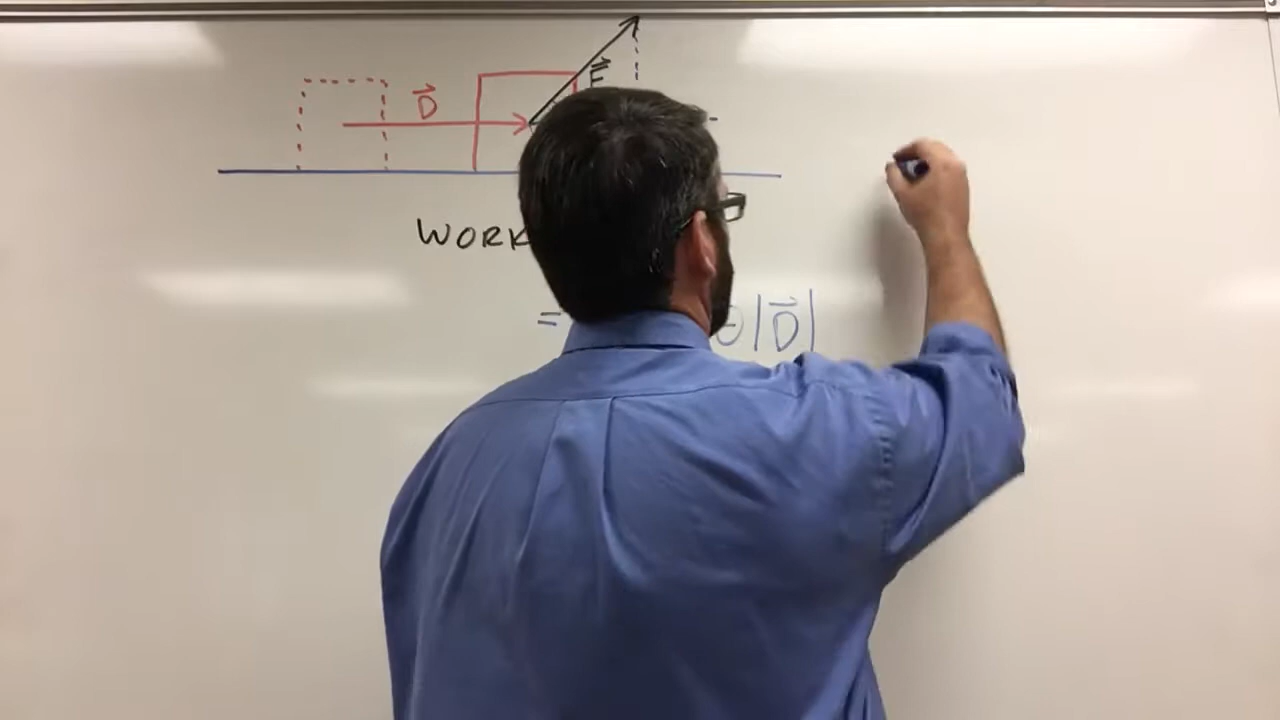 D⃗ F⃗
WORK
= θ |D⃗|